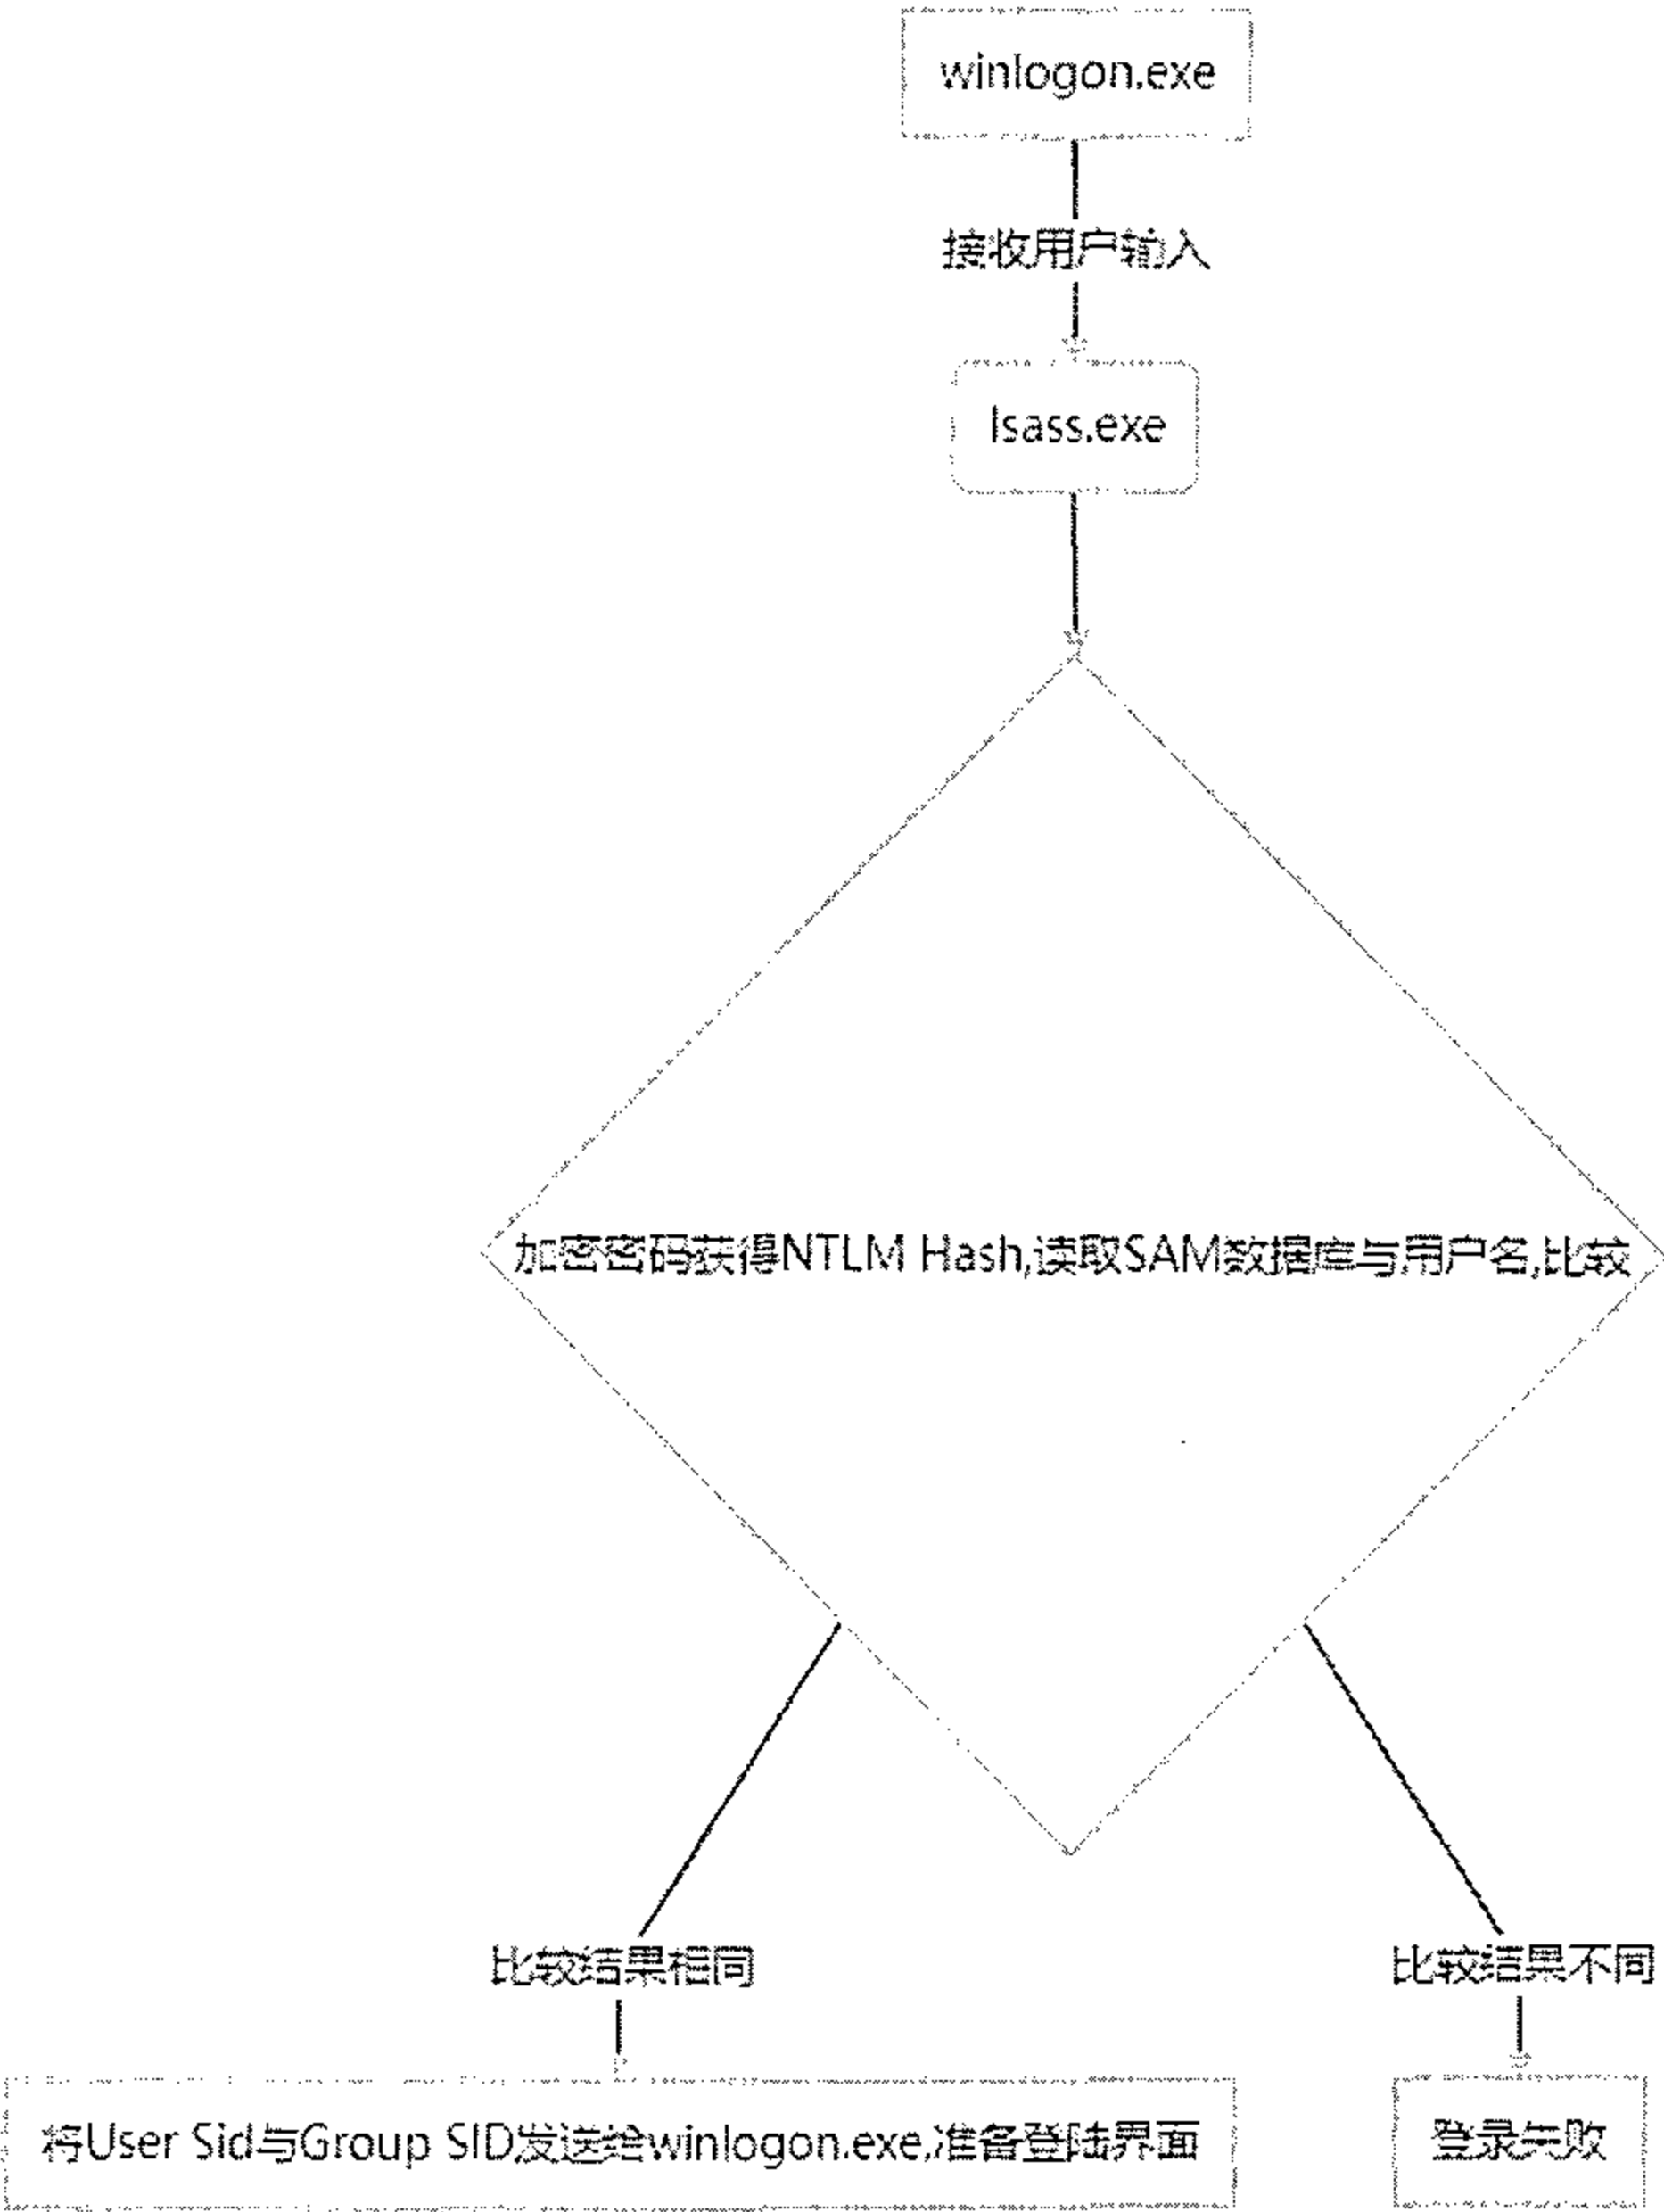 winlogon.exe
接收用户输入
lsass.exe
加密密码获得NTLM Hash,读取SAM数据库与用户名,比较
比较结果相同
比较结果不同
将User Sid与Group SID发送给winlogon.exe,准备登陆界面
登录失败